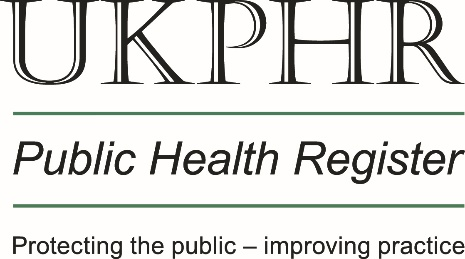 UKPHR
Public Health Register
Protecting the public – improving practice